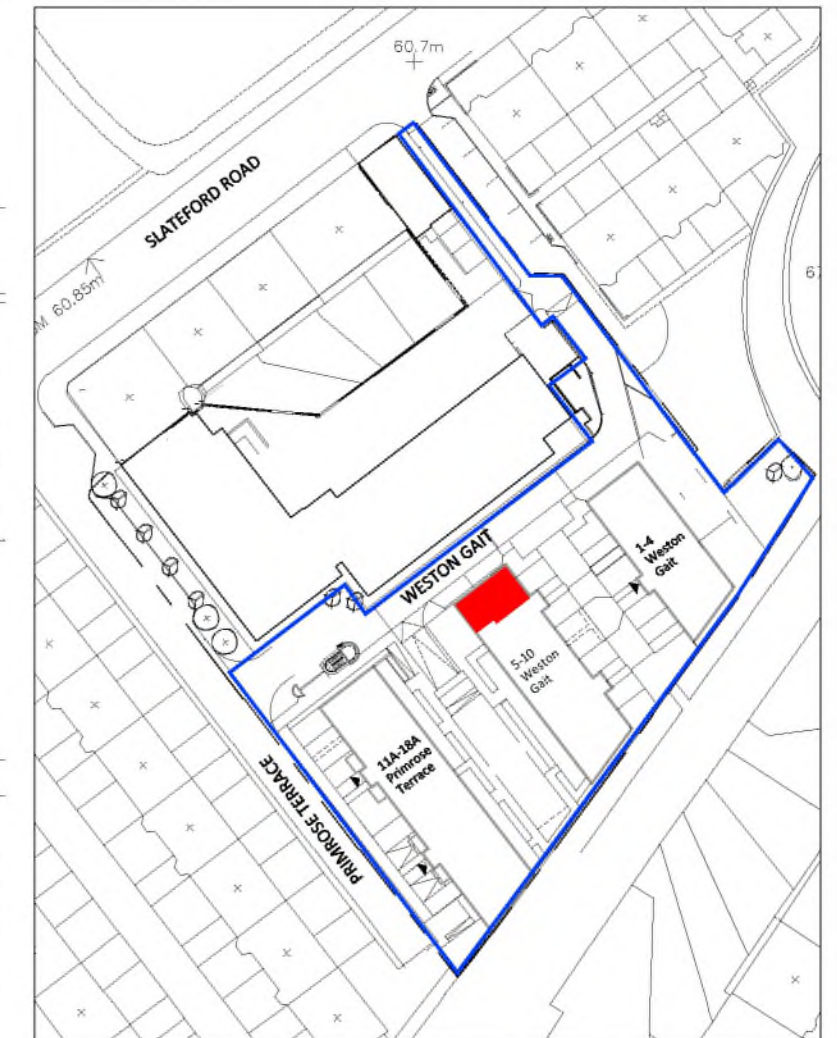 60.7m
SLATEFORD ROAD
60.85m
WESTON GAIT
1-4
Weston
Gait
5-10
Weston
Gait
11A-18A
Primrose
Terrace
PRIMROSE TERRACE